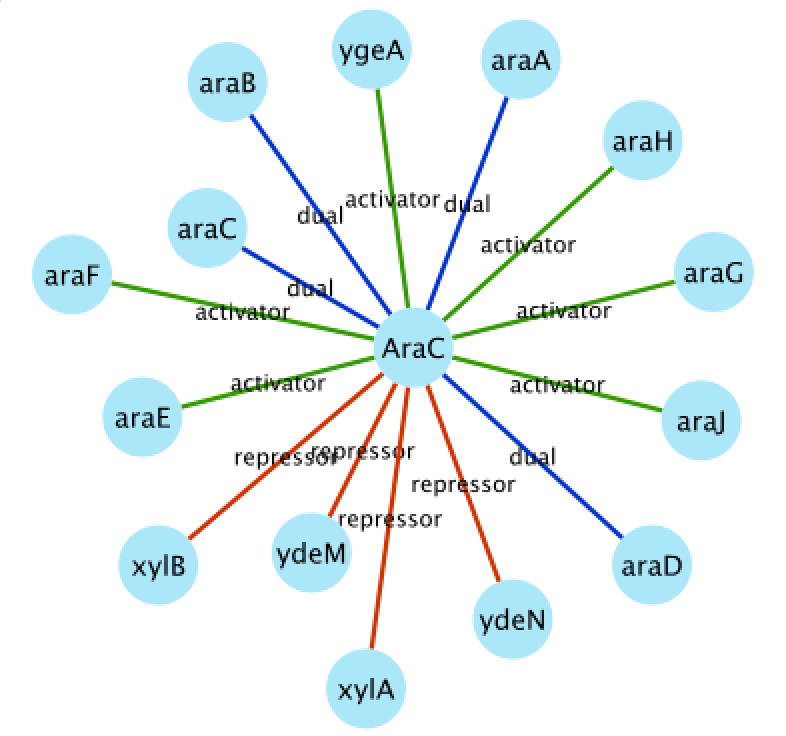 ygeA
araA
araB
araH
activator
dual
dual
araC
activator
araG
araF
dual
activator
activator
AraC
activator
activator
araE
araJ
repressor
repressor
dual
repressor
repressor
ydeM
xylB
araD
ydeN
xylA